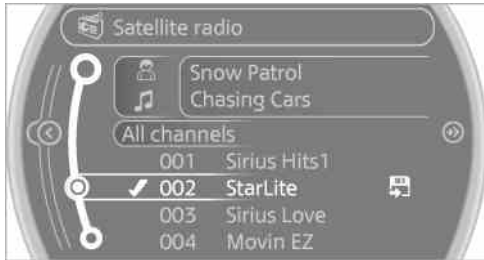 Satellite radio
Snow Patrol
Chasing Cars
All channels
001 Sirius Hits1
002 StarLite
003 Sirius Love
004 Movin EZ